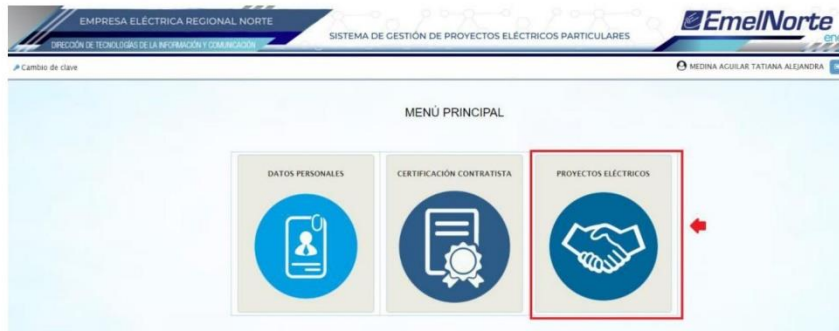 EMPRESA ELÉCTRICA REGIONAL NORTE
DIRECCIÓN DE TECNOLOGÍAS DE LA INFORMACIÓN Y COMUNICACIÓN
SISTEMA DE GESTIÓN DE PROYECTOS ELÉCTRICOS PARTICULARES
EmelNorte
Cambio de clave
MEDINA AGUILAR TATIANA ALEJANDRA
MENÚ PRINCIPAL
DATOS PERSONALES
CERTIFICACIÓN CONTRATISTA
PROYECTOS ELÉCTRICOS